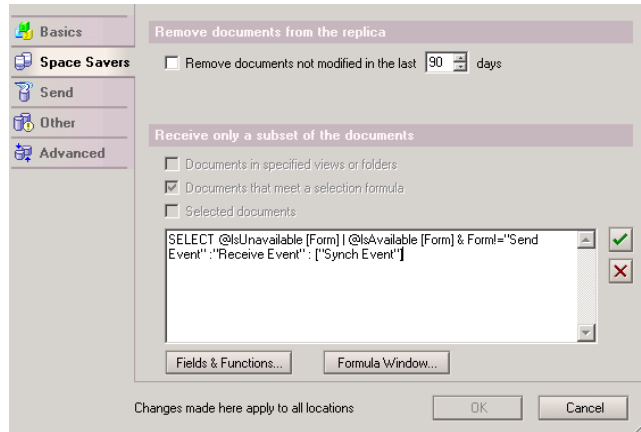 Basics
Space Savers
Send
Other
Advanced
Remove documents from the replica
Remove documents not modified in the last 90 days
Receive only a subset of the documents
Documents in specified views or folders
Documents that meet a selection formula
Selected documents
SELECT @IsUnavailable [Form] | @IsAvailable [Form] & Form!="Send
Event" :"Receive Event" : ["Synch Event"]
Fields & Functions...
Formula Window...
Changes made here apply to all locations
OK
Cancel